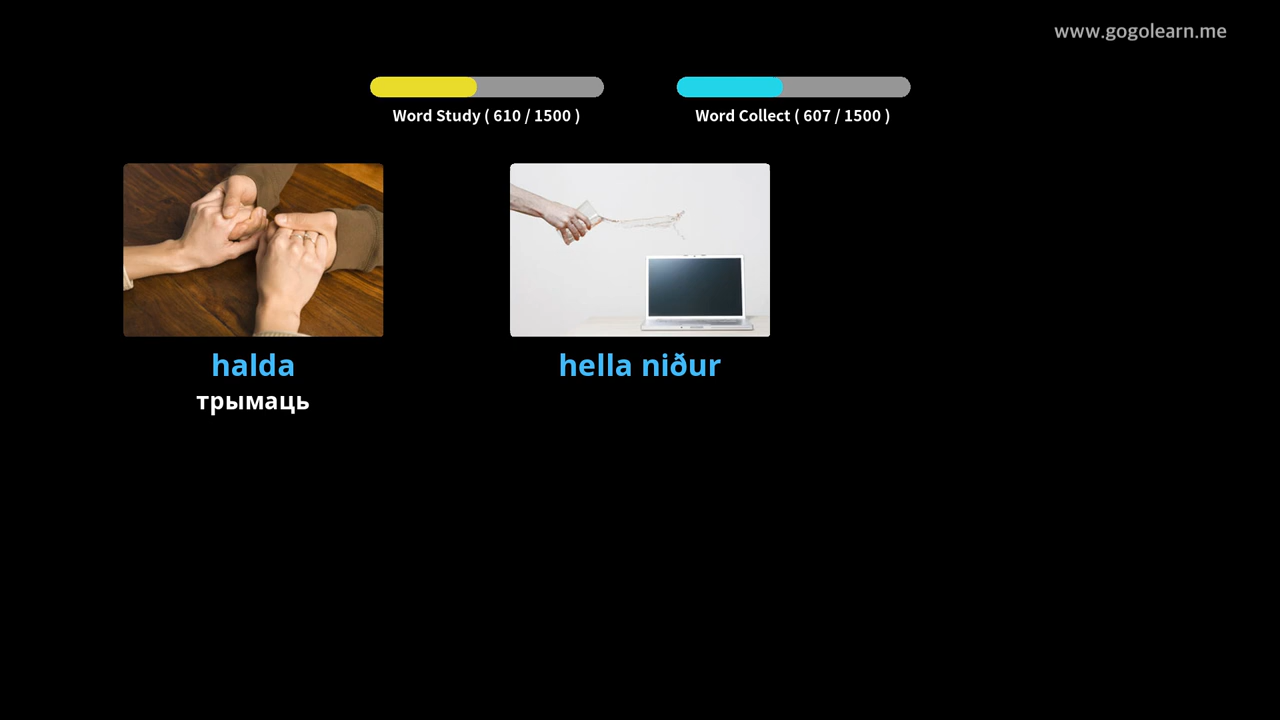 www.gogolearn.me
Word Study ( 610 / 1500 )
Word Collect ( 607 / 1500 )
halda
трымаць
hella niður